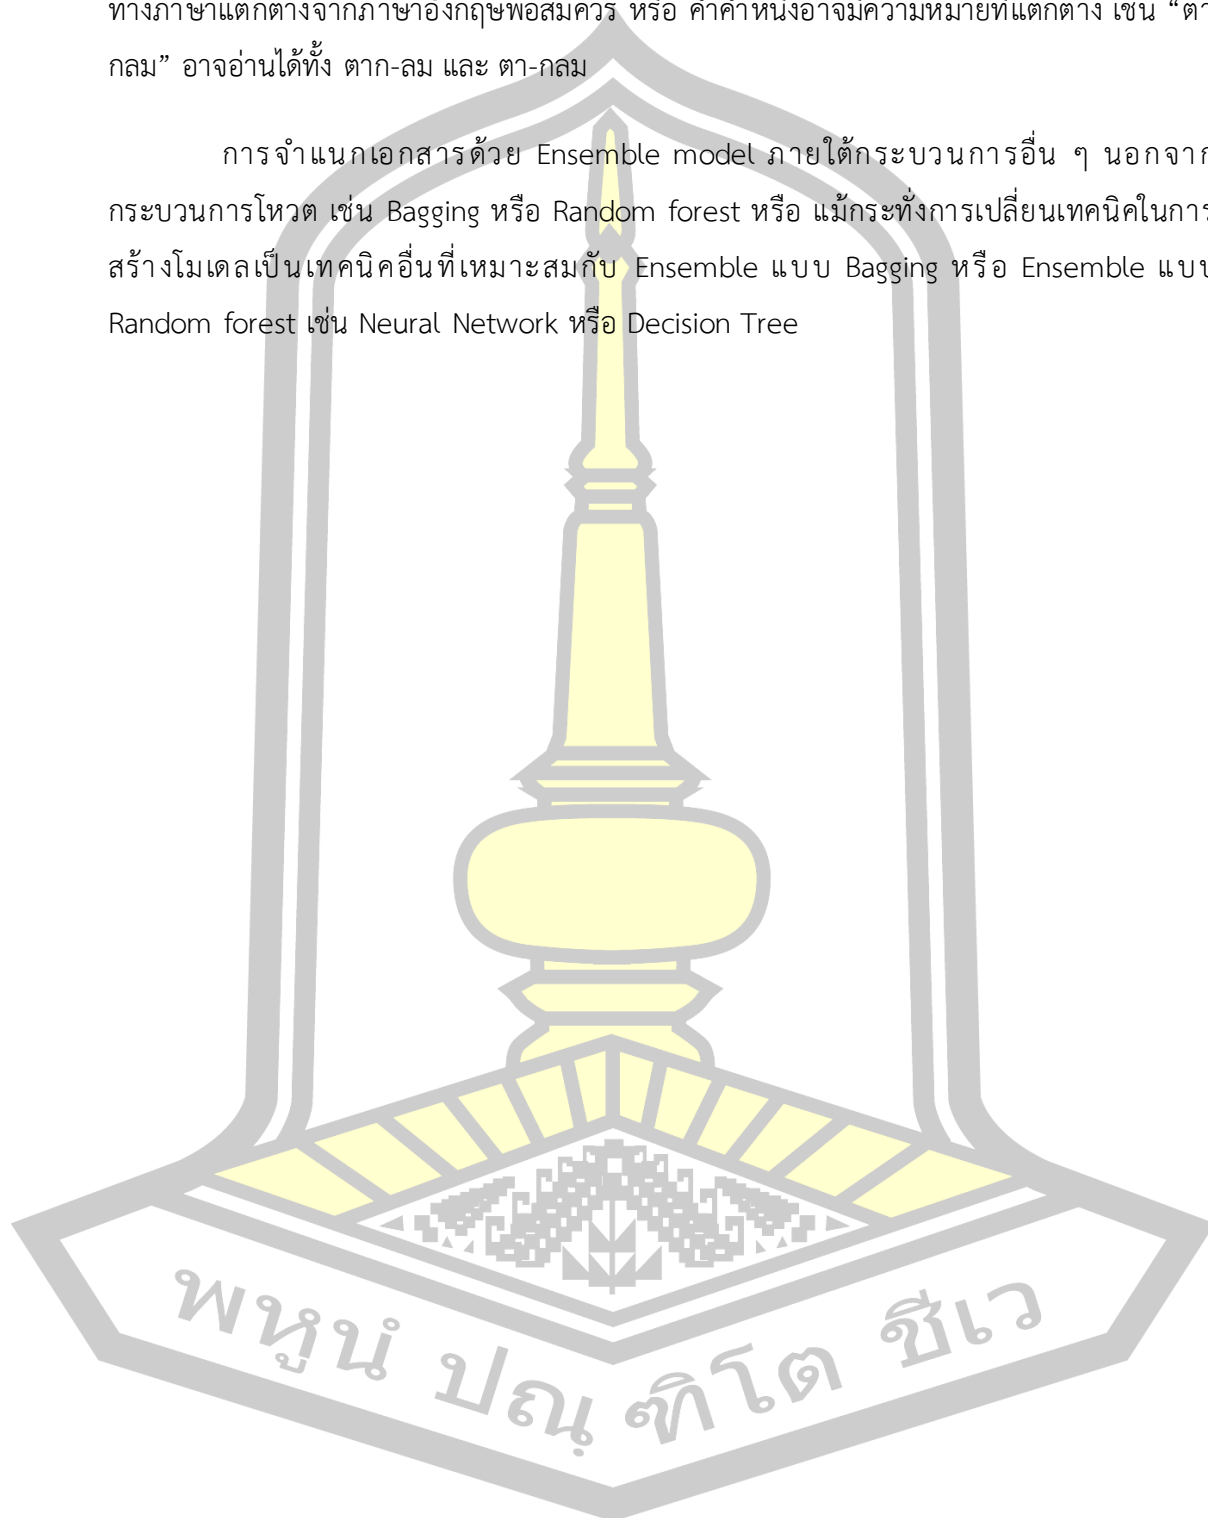 ทางภาษาแตกต่างจากภาษาอังกฤษพอสมควร หรือ คำคำหนึ่งอาจมีความหมายที่แตกต่าง เช่น “ตา
กลม” อาจอ่านได้ทั้ง ตาก-ลม และ ตา-กลม
การจำแนกเอกสารด้วย Ensemble model ภายใต้กระบวนการอื่น ๆ นอกจาก
กระบวนการโหวต เช่น Bagging หรือ Random forest หรือ แม้กระทั่งการเปลี่ยนเทคนิคในการ
สร้างโมเดลเป็นเทคนิคอื่นที่เหมาะสมกับ Ensemble แบบ Bagging หรือ Ensemble แบบ
Random forest เช่น Neural Network หรือ Decision Tree
พหูนํ ปณฺฑิโต ชีเว